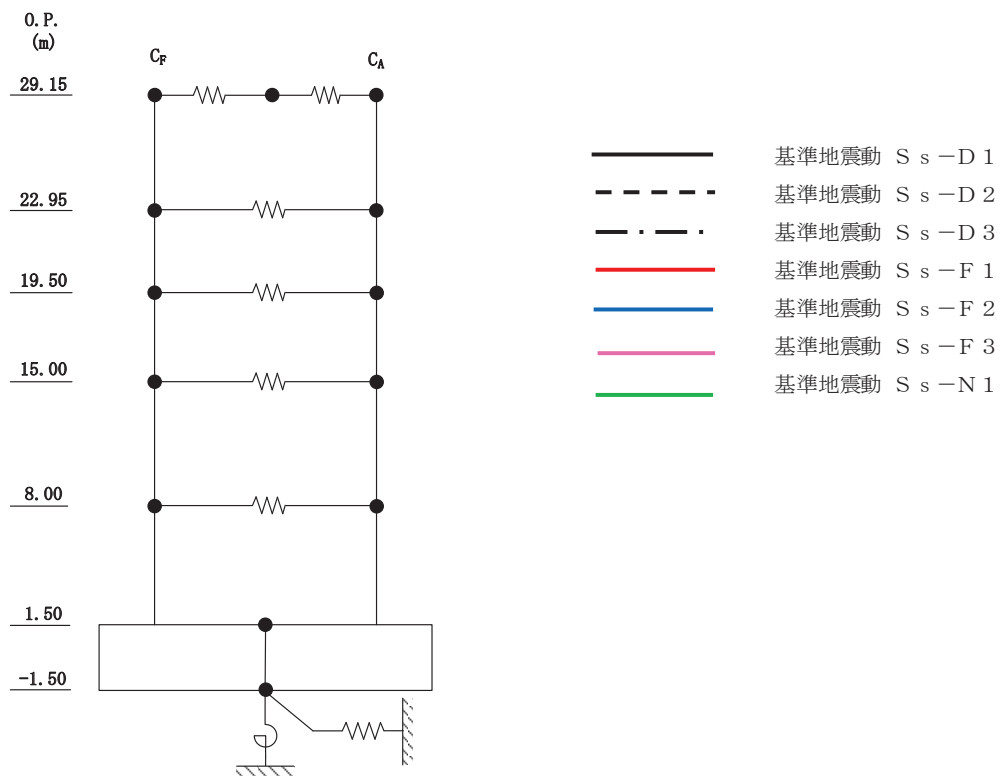 O.P.
(m)
C_F
C_A
29.15
22.95
19.50
15.00
8.00
1.50
-1.50
基準地震動 Ｓｓ－Ｄ１
基準地震動 Ｓｓ－Ｄ２
基準地震動 Ｓｓ－Ｄ３
基準地震動 Ｓｓ－Ｆ１
基準地震動 Ｓｓ－Ｆ２
基準地震動 Ｓｓ－Ｆ３
基準地震動 Ｓｓ－Ｎ１